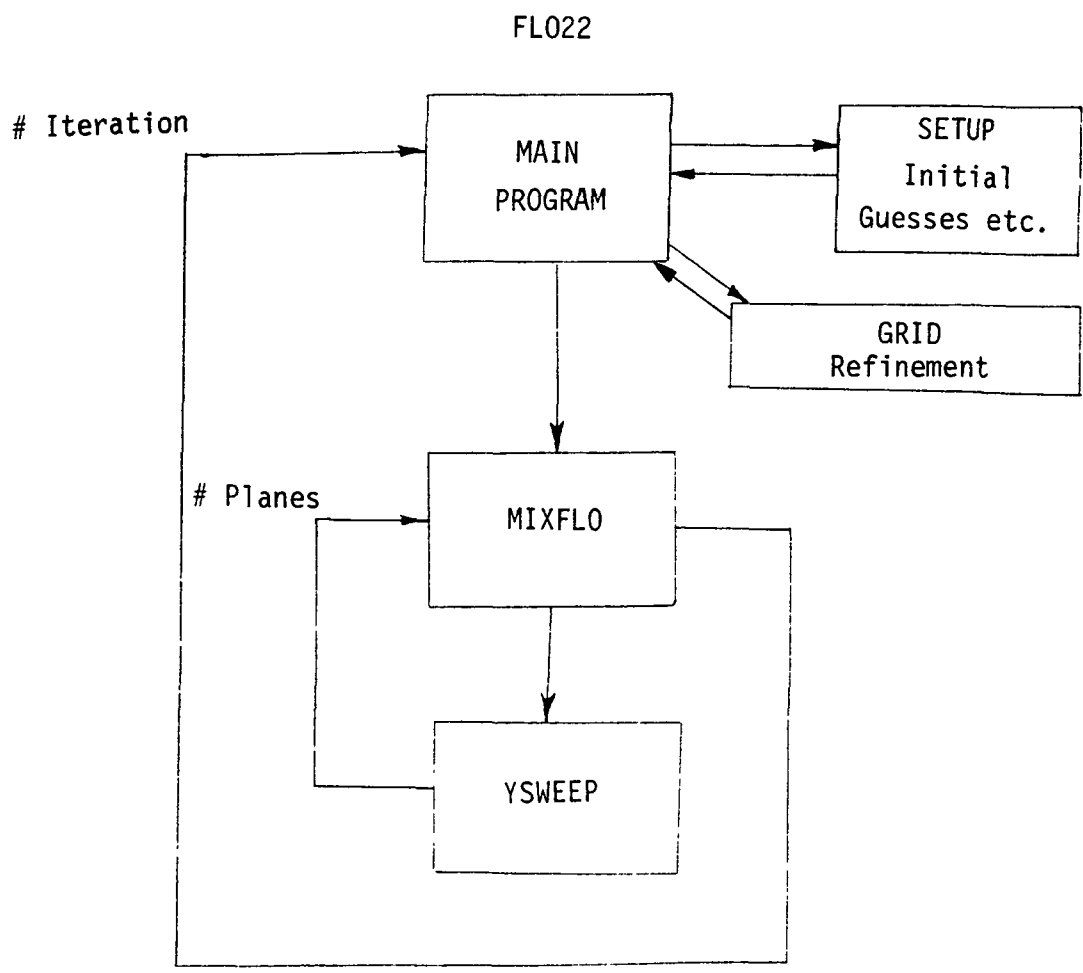 FLO22
# Iteration
MAIN
PROGRAM
SETUP
Initial
Guesses etc.
GRID
Refinement
# Planes
MIXFLO
YSWEEP